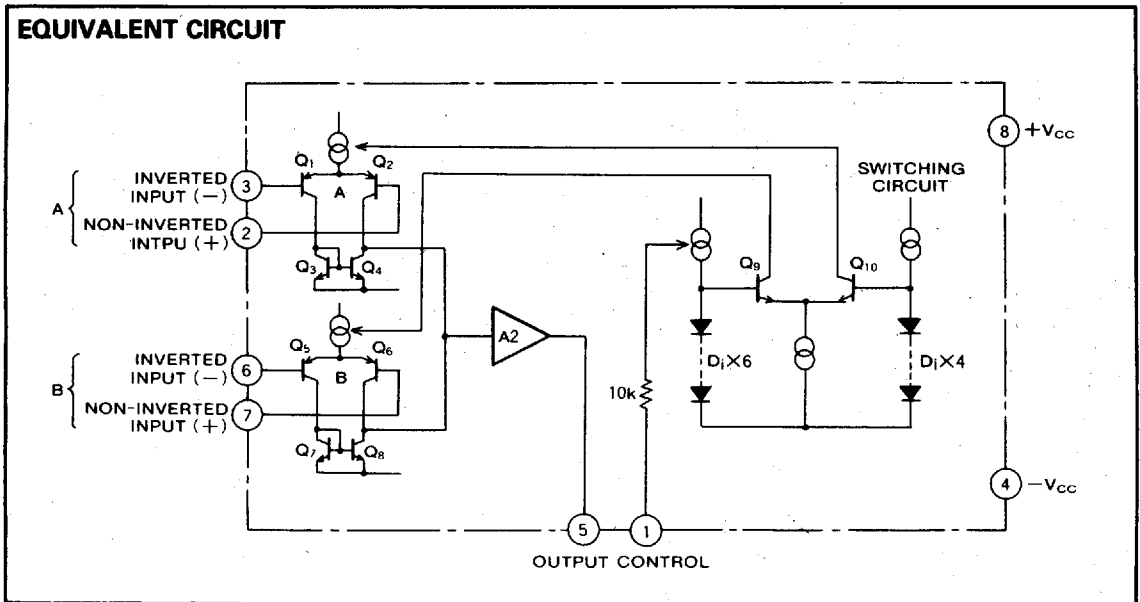 EQUIVALENT CIRCUIT
8 +VCC
SWITCHING
CIRCUIT
Q1 Q2
A
A
INVERTED
INPUT (−)
3
NON-INVERTED
INTPU (+)
2
Q3 Q4
Q9 Q10
B
INVERTED
INPUT (−)
6
NON-INVERTED
INPUT (+)
7
Q5 Q6
B
Q7 Q8
A2
10k
Di×6
Di×4
4 −VCC
5 1
OUTPUT CONTROL